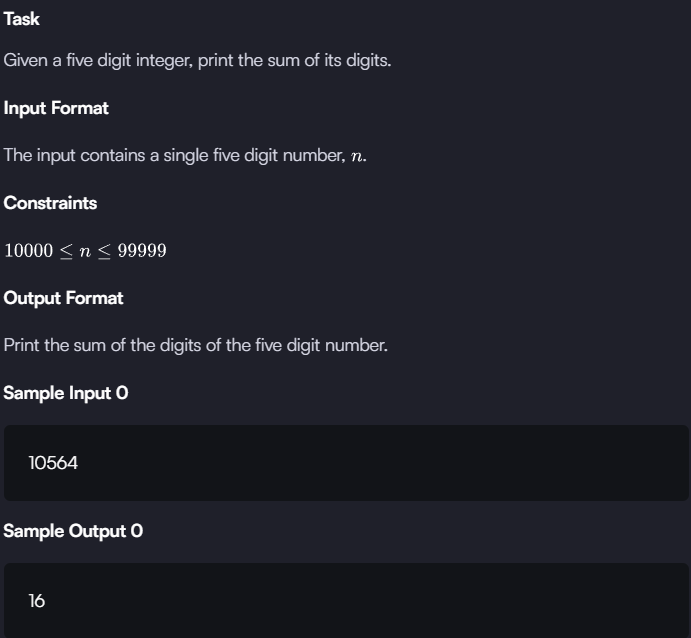 Task
Given a five digit integer, print the sum of its digits.
Input Format
The input contains a single five digit number, n.
Constraints
10000 ≤ n ≤ 99999
Output Format
Print the sum of the digits of the five digit number.
Sample Input 0
10564
Sample Output 0
16